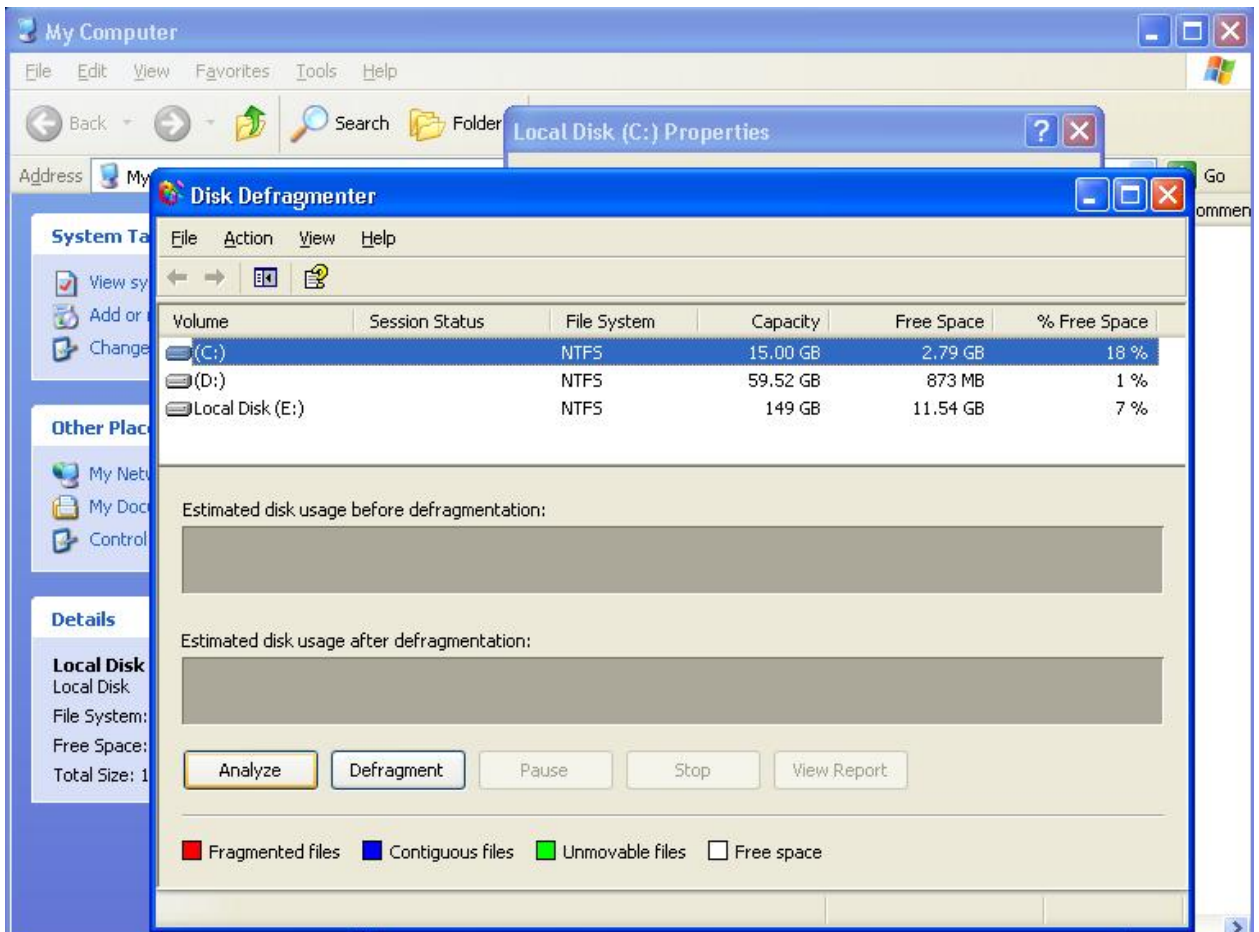 My Computer
File Edit View Favorites Tools Help
Back Search Folder
Local Disk (C:) Properties
Address My Go
Disk Defragmenter
File Action View Help
System Ta
View sy
Add or
Change
Other Plac
My Net
My Doc
Control
Details
Local Disk
Local Disk
File System:
Free Space:
Total Size: 1
ommen
Volume Session Status File System Capacity Free Space % Free Space
(C:) NTFS 15.00 GB 2.79 GB 18 %
(D:) NTFS 59.52 GB 873 MB 1 %
Local Disk (E:) NTFS 149 GB 11.54 GB 7 %
Estimated disk usage before defragmentation:
Estimated disk usage after defragmentation:
Analyze Defragment Pause Stop View Report
Fragmented files Contiguous files Unmovable files Free space